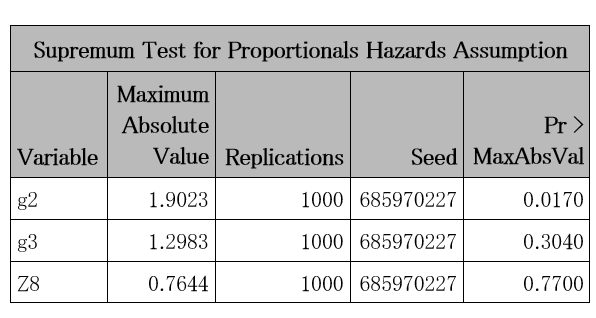 Supremum Test for Proportionals Hazards Assumption
Variable Maximum Absolute Value Replications Seed Pr > MaxAbsVal
g2 1.9023 1000 685970227 0.0170
g3 1.2983 1000 685970227 0.3040
Z8 0.7644 1000 685970227 0.7700